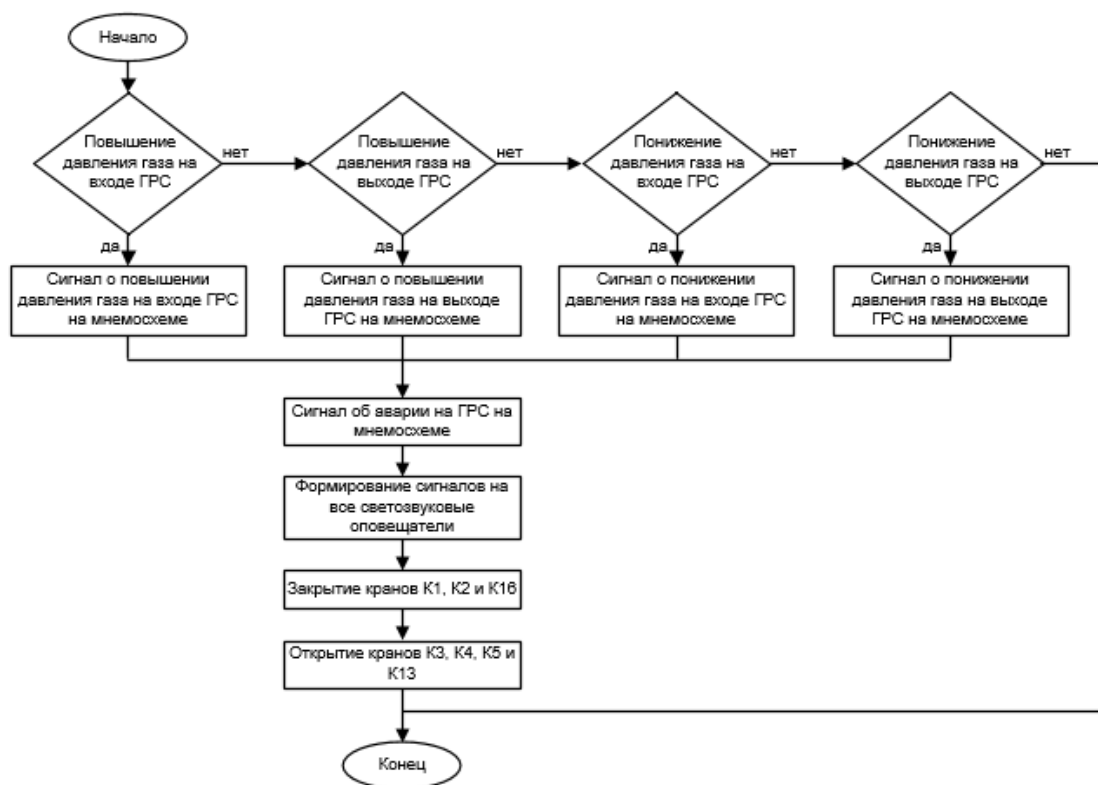 Начало
Повышение
давления газа на
входе ГРС
нет
Повышение
давления газа на
выходе ГРС
нет
Понижение
давления газа на
входе ГРС
нет
Понижение
давления газа на
выходе ГРС
нет
да
да
да
да
Сигнал о повышении
давления газа на входе ГРС
на мнемосхеме
Сигнал о повышении
давления газа на выходе
ГРС на мнемосхеме
Сигнал о понижении
давления газа на входе ГРС
на мнемосхеме
Сигнал о понижении
давления газа на выходе
ГРС на мнемосхеме
Сигнал об аварии на ГРС на
мнемосхеме
Формирование сигналов на
все светозвуковые
оповещатели
Закрытие кранов К1, К2 и К16
Открытие кранов К3, К4, К5 и
К13
Конец